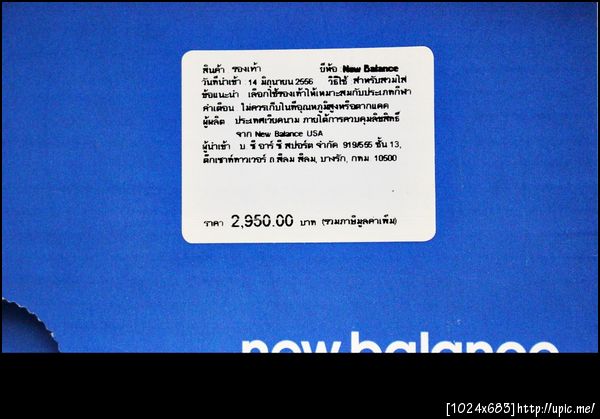 สินค้า รองเท้า ยี่ห้อ New Balance
วันที่นำเข้า 14 มิถุนายน 2556 วิธีใช้ สำหรับสวมใส่
ข้อแนะนำ เลือกใช้รองเท้าให้เหมาะสมกับประเภทกีฬา
คำเตือน ไม่ควรเก็บในที่อุณหภูมิสูงหรือตากแดด
ผู้ผลิต ประเทศเวียดนาม ภายใต้การควบคุมลิขสิทธิ์
จาก New Balance USA
ผู้นำเข้า บ. ซี อาร์ ซี สปอร์ต จำกัด 919/555 ชั้น 13,
ตึกเซาท์ทาวเวอร์ ถ.สีลม สีลม, บางรัก, กทม 10500
ราคา 2,950.00 บาท (รวมภาษีมูลค่าเพิ่ม)
new balance
[1024x683]http://upic.me/